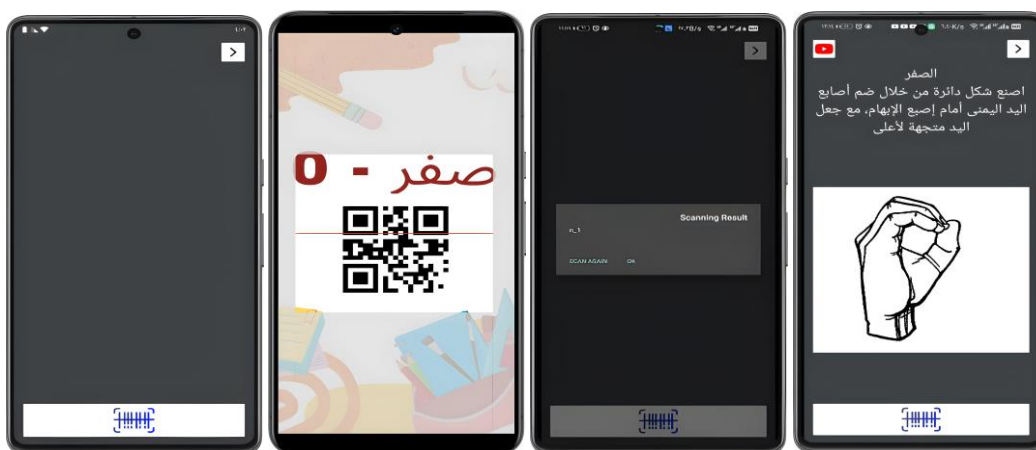 صفر - 0
Scanning Result
n_1
SCAN AGAIN OK
الصفر
اصنع شكل دائرة من خلال ضم أصابع
اليد اليمنى أمام إصبع الإبهام، مع جعل
اليد متجهة لأعلى